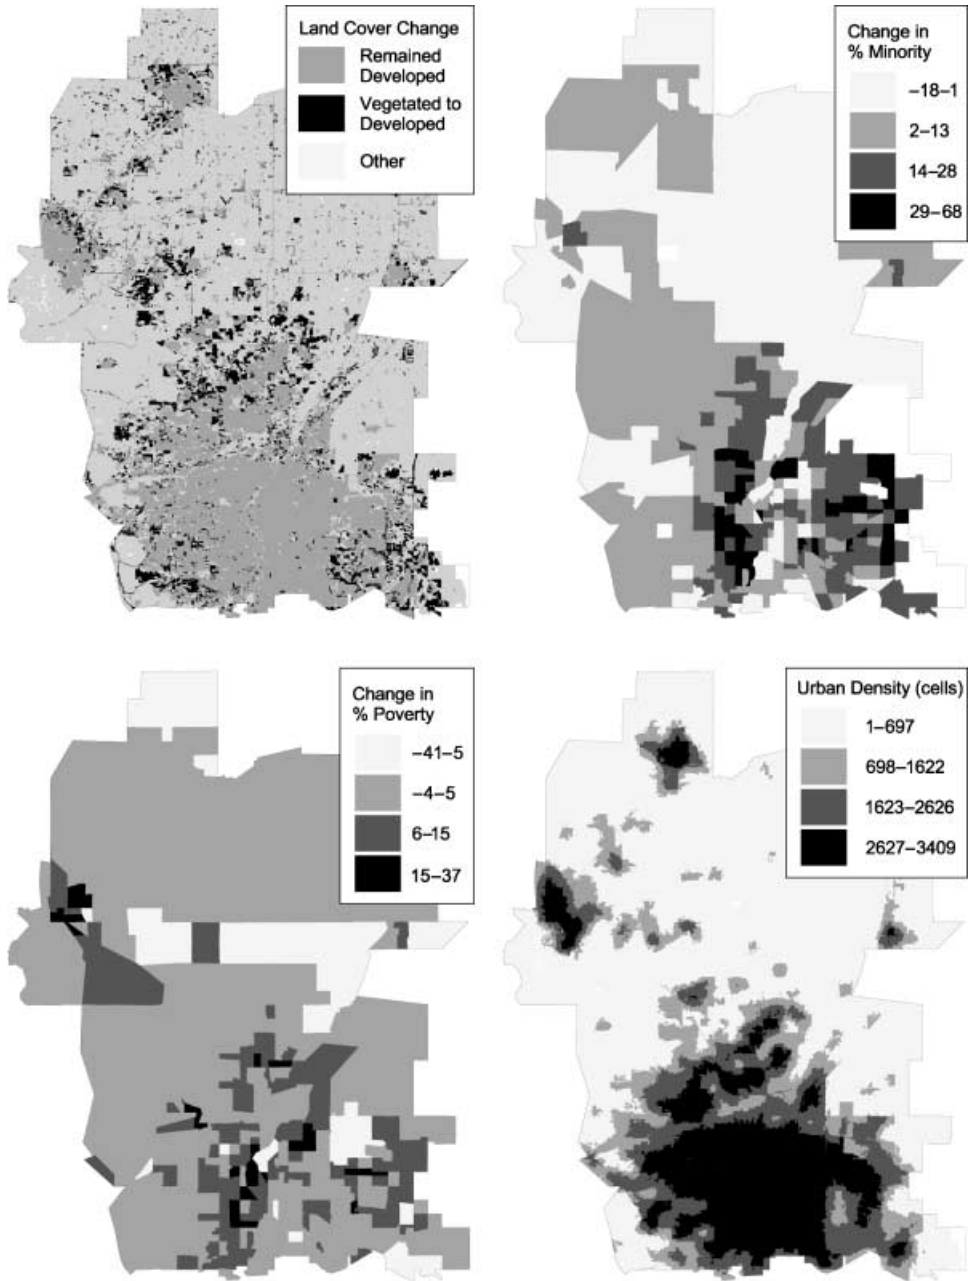 Land Cover Change
Remained
Developed
Vegetated to
Developed
Other
Change in
% Minority
–18–1
2–13
14–28
29–68
Change in
% Poverty
–41–5
–4–5
6–15
15–37
Urban Density (cells)
1–697
698–1622
1623–2626
2627–3409